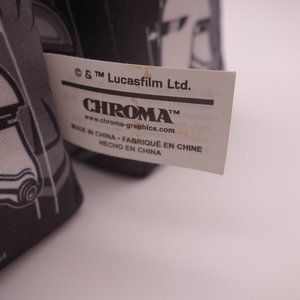 © & ™ Lucasfilm Ltd.
CHROMA™
www.chroma-graphics.com
MADE IN CHINA • FABRIQUÉ EN CHINE
HECHO EN CHINA